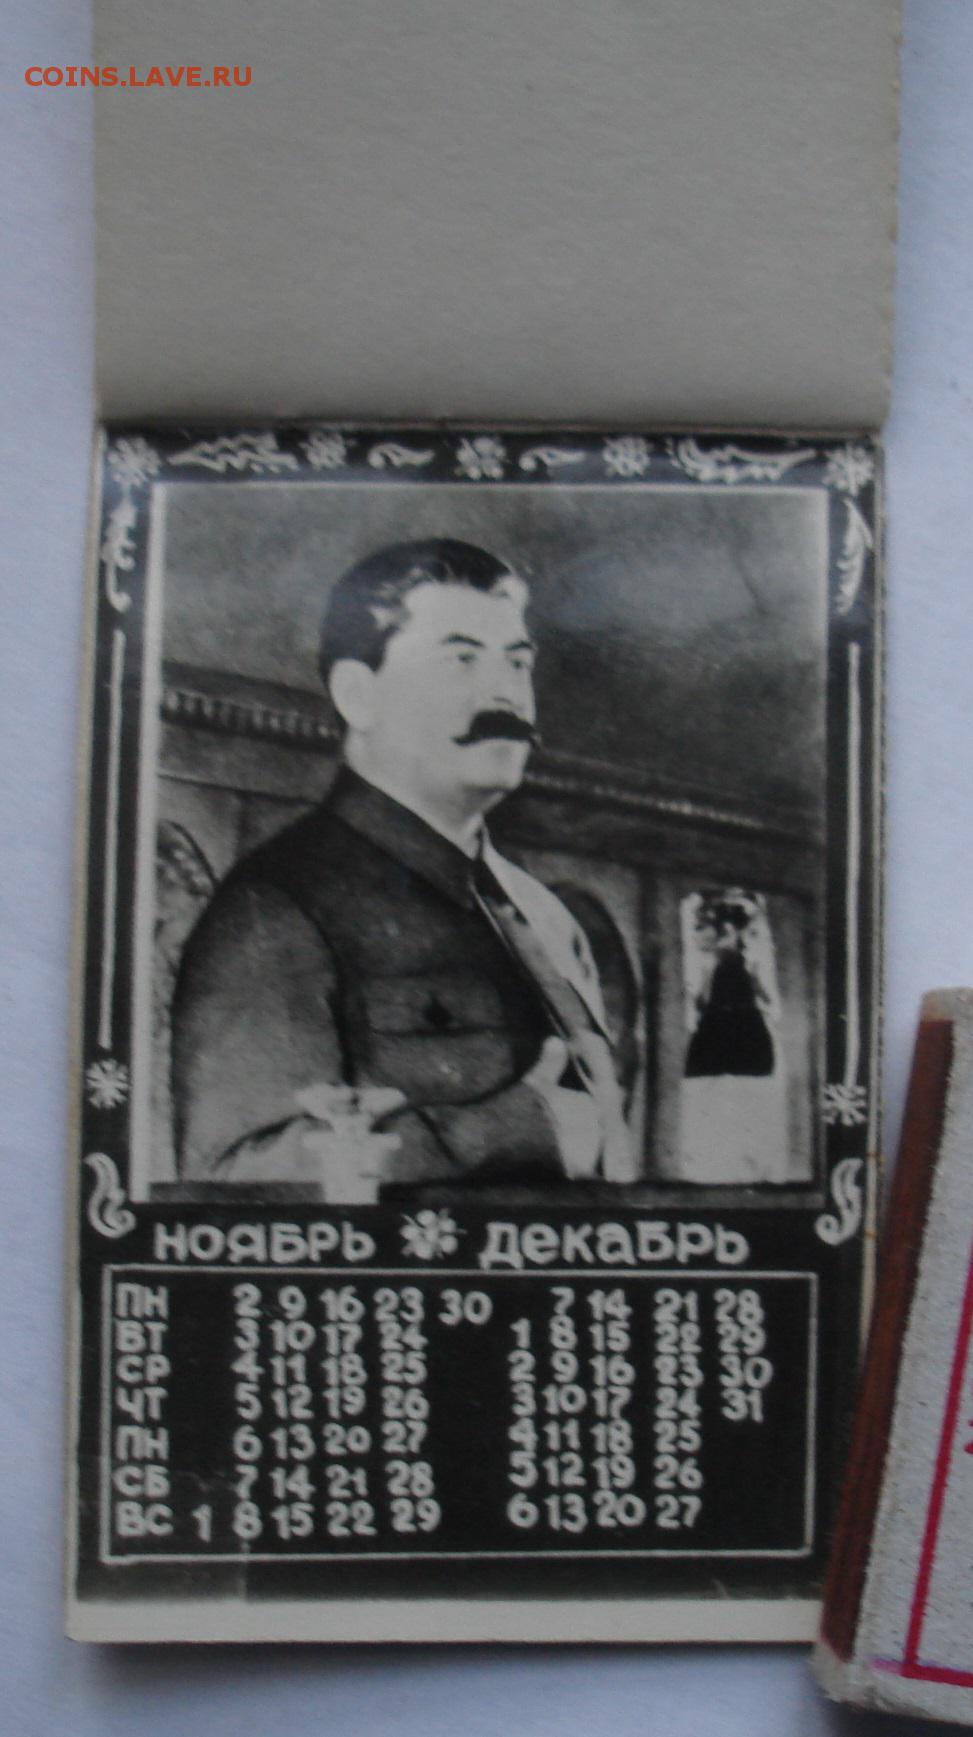 COINS.LAVE.RU
НОЯБРЬ ДЕКАБРЬ
ПН 2 9 16 23 30 7 14 21 28
ВТ 3 10 17 24 1 8 15 22 29
СР 4 11 18 25 2 9 16 23 30
ЧТ 5 12 19 26 3 10 17 24 31
ПН 6 13 20 27 4 11 18 25
СБ 7 14 21 28 5 12 19 26
ВС 1 8 15 22 29 6 13 20 27